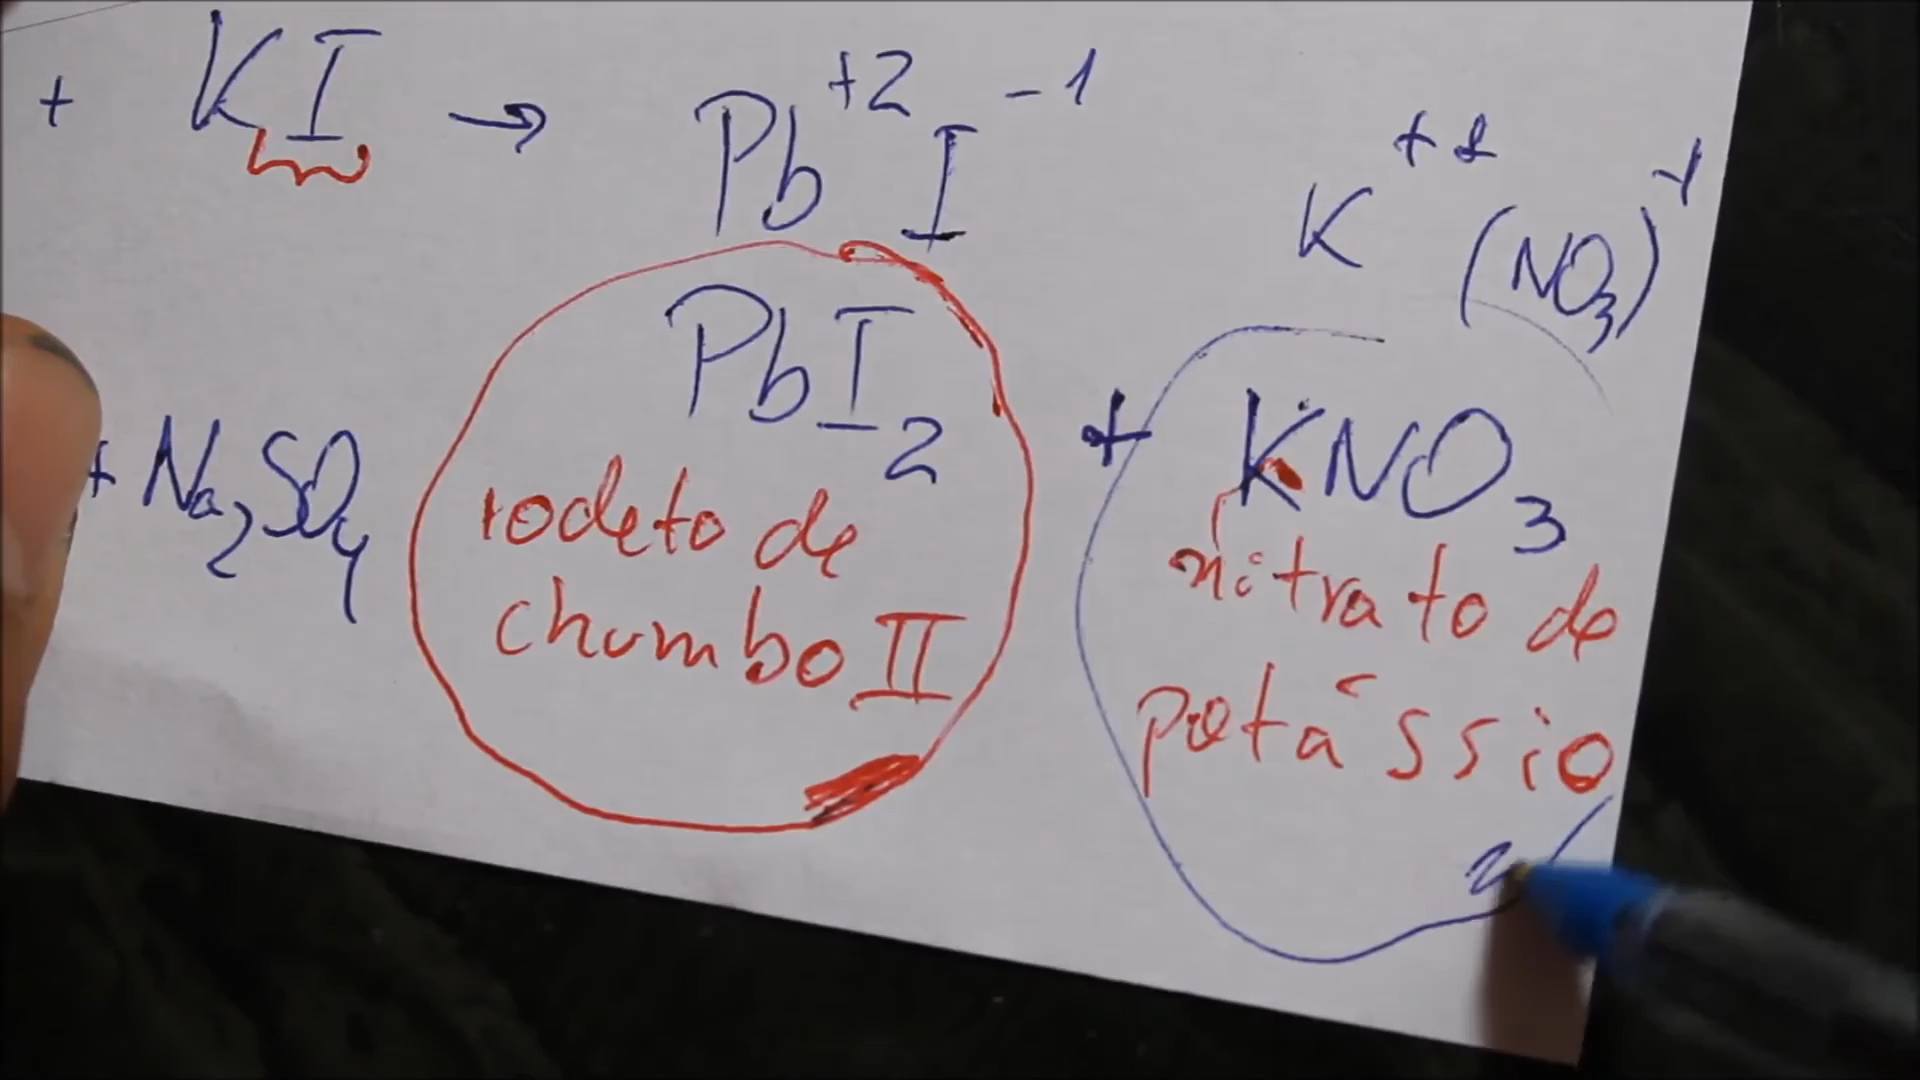 + KI → Pb+2 I-1
K+1 (NO3)-1
PbI2 + KNO3
+ Na2SO4
iodeto de
chumbo II
nitrato de
potássio